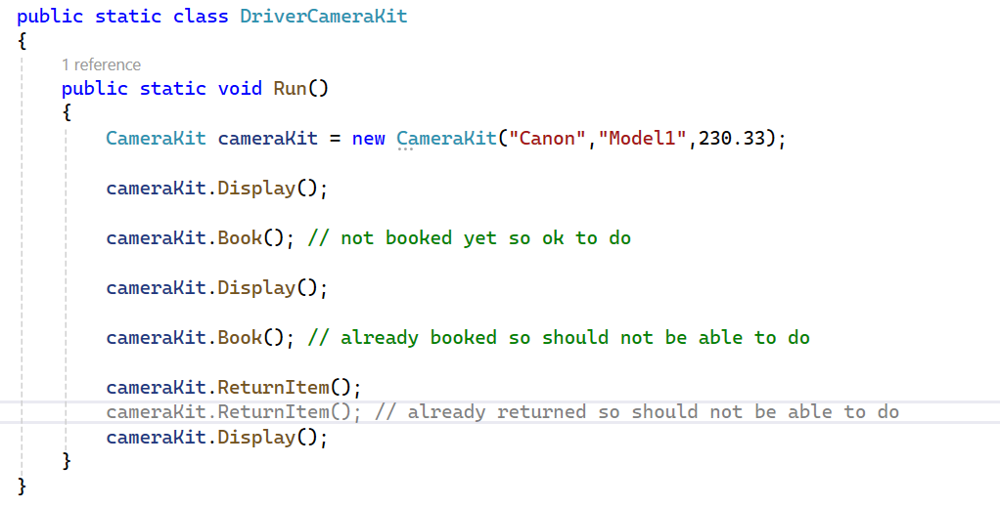 public static class DriverCameraKit
{
1 reference
public static void Run()
{
CameraKit cameraKit = new CameraKit("Canon","Model1",230.33);
cameraKit.Display();
cameraKit.Book(); // not booked yet so ok to do
cameraKit.Display();
cameraKit.Book(); // already booked so should not be able to do
cameraKit.ReturnItem();
cameraKit.ReturnItem(); // already returned so should not be able to do
cameraKit.Display();
}
}